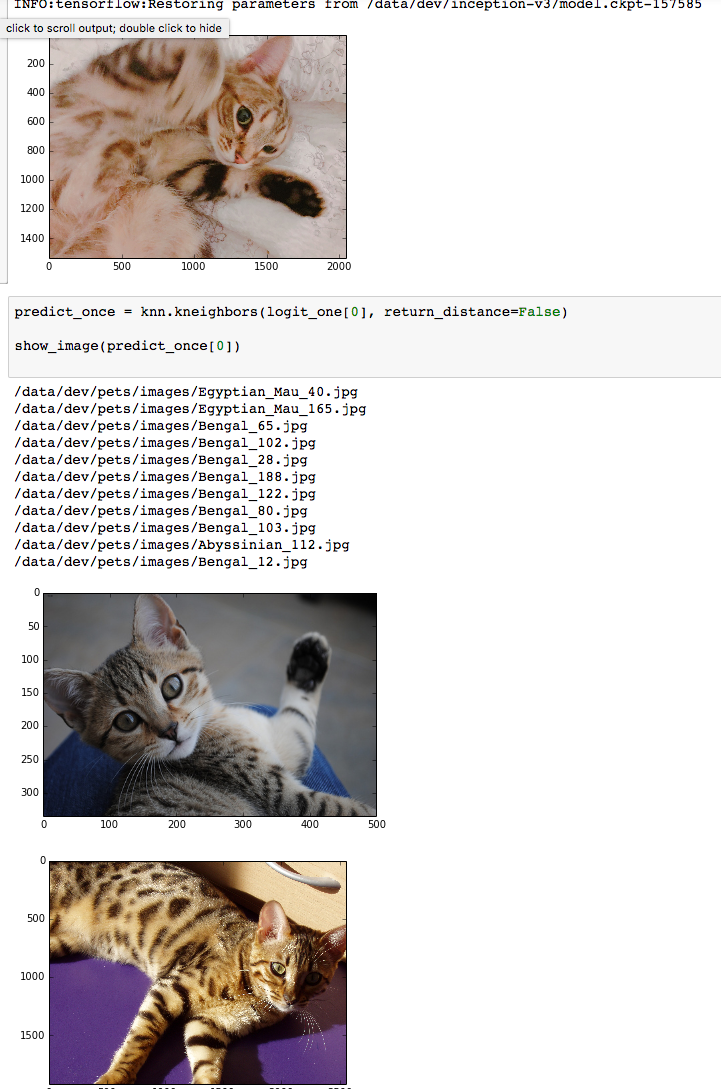 INFO:tensorflow:Restoring parameters from /data/dev/inception-v3/model.ckpt-157585
click to scroll output; double click to hide
200
400
600
800
1000
1200
1400
0 500 1000 1500 2000
predict_once = knn.kneighbors(logit_one[0], return_distance=False)
show_image(predict_once[0])
/data/dev/pets/images/Egyptian_Mau_40.jpg
/data/dev/pets/images/Egyptian_Mau_165.jpg
/data/dev/pets/images/Bengal_65.jpg
/data/dev/pets/images/Bengal_102.jpg
/data/dev/pets/images/Bengal_28.jpg
/data/dev/pets/images/Bengal_188.jpg
/data/dev/pets/images/Bengal_122.jpg
/data/dev/pets/images/Bengal_80.jpg
/data/dev/pets/images/Bengal_103.jpg
/data/dev/pets/images/Abyssinian_112.jpg
/data/dev/pets/images/Bengal_12.jpg
0
50
100
150
200
250
300
0 100 200 300 400 500
0
500
1000
1500